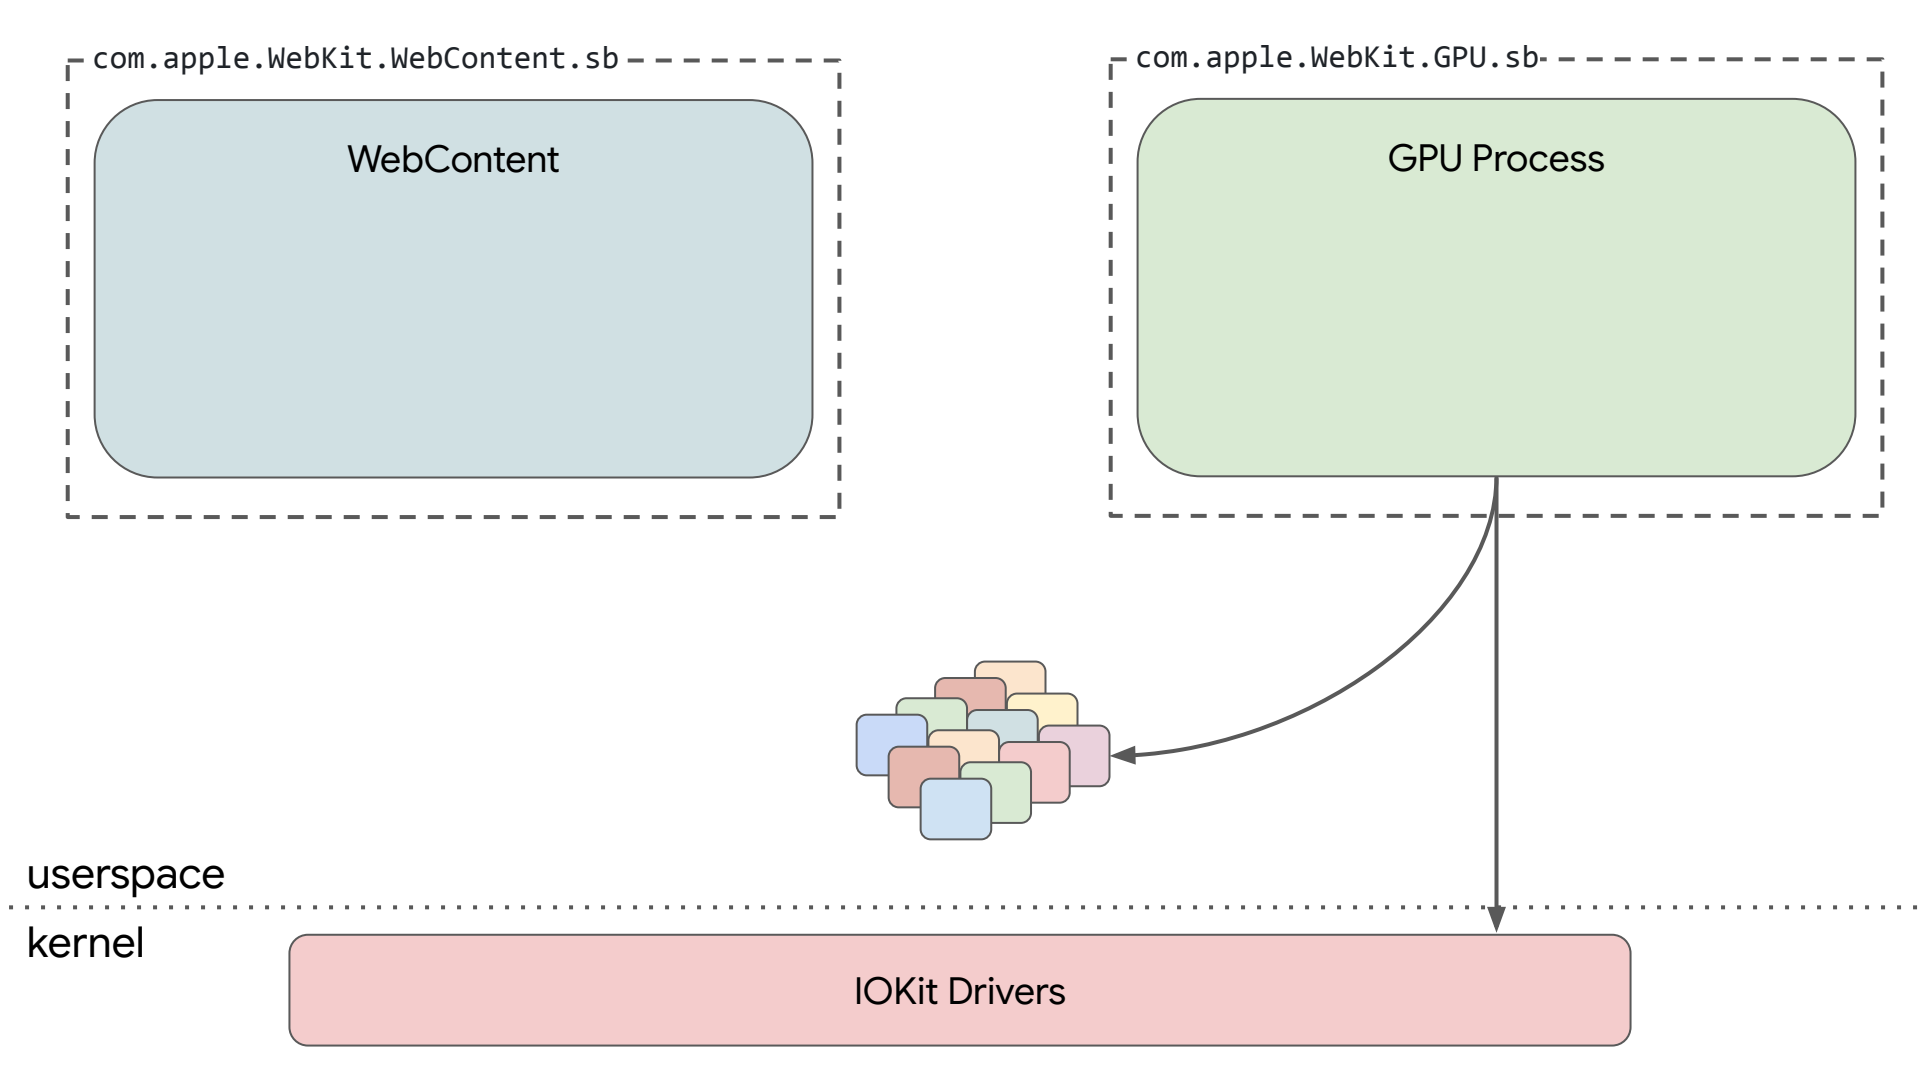 com.apple.WebKit.WebContent.sb
com.apple.WebKit.GPU.sb
WebContent
GPU Process
userspace
kernel
IOKit Drivers